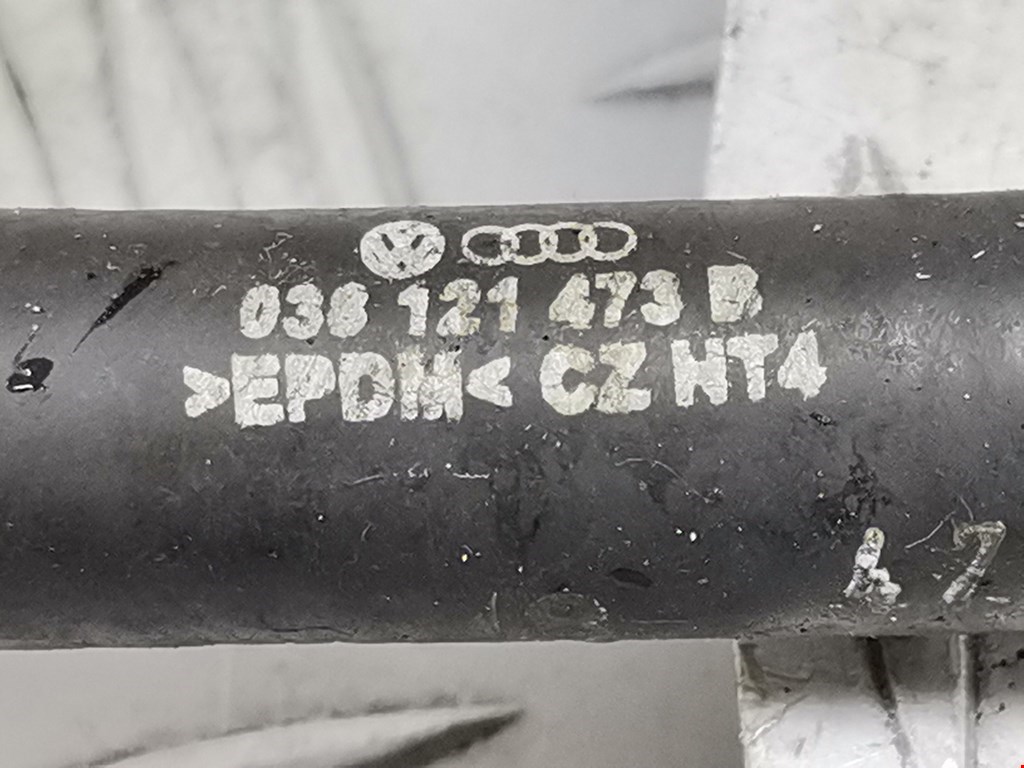 038 121 473 B
>EPDM< CZ HT4